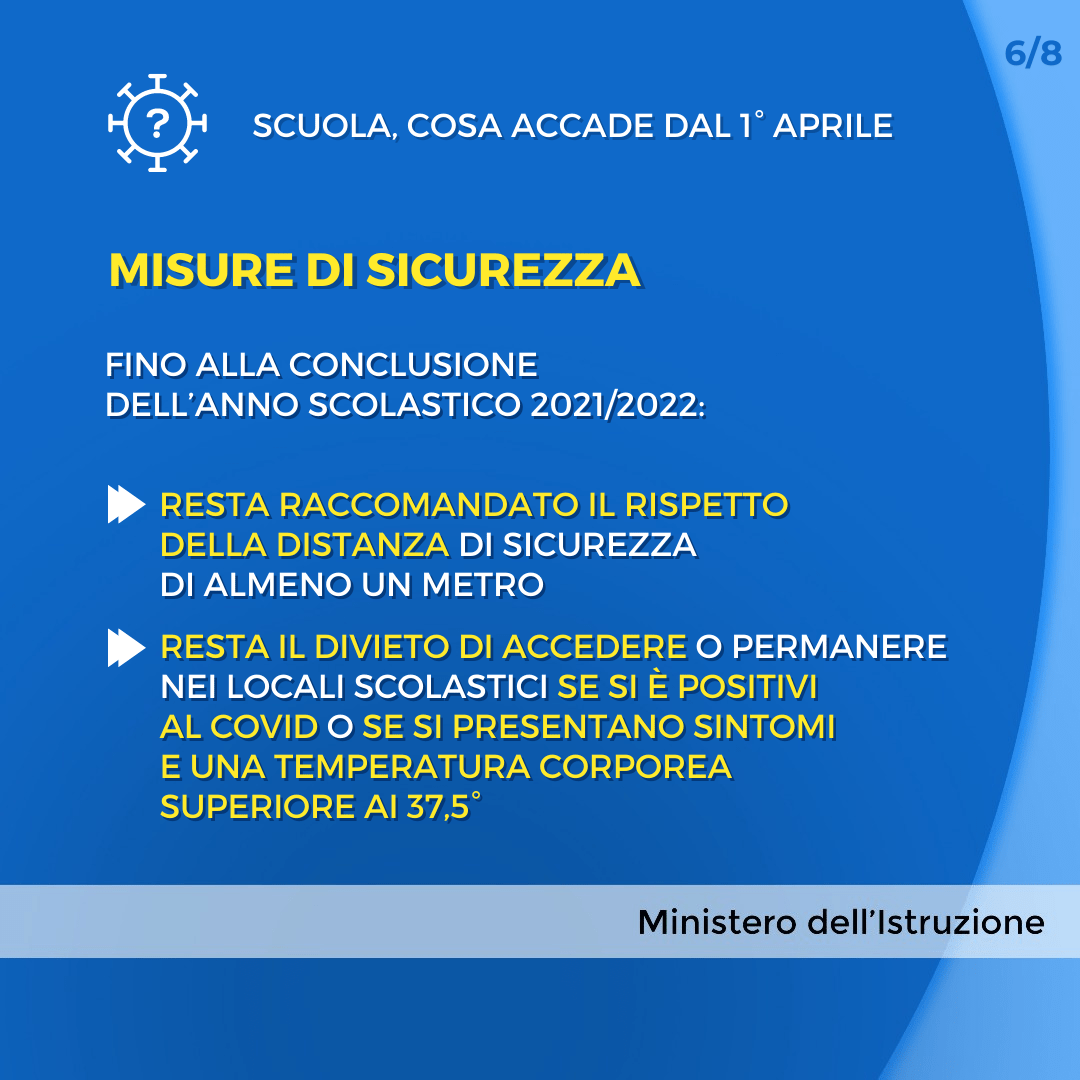 6/8
?
SCUOLA, COSA ACCADE DAL 1° APRILE
MISURE DI SICUREZZA
FINO ALLA CONCLUSIONE
DELL’ANNO SCOLASTICO 2021/2022:
RESTA RACCOMANDATO IL RISPETTO
DELLA DISTANZA DI SICUREZZA
DI ALMENO UN METRO
RESTA IL DIVIETO DI ACCEDERE O PERMANERE
NEI LOCALI SCOLASTICI SE SI È POSITIVI
AL COVID O SE SI PRESENTANO SINTOMI
E UNA TEMPERATURA CORPOREA
SUPERIORE AI 37,5°
Ministero dell’Istruzione